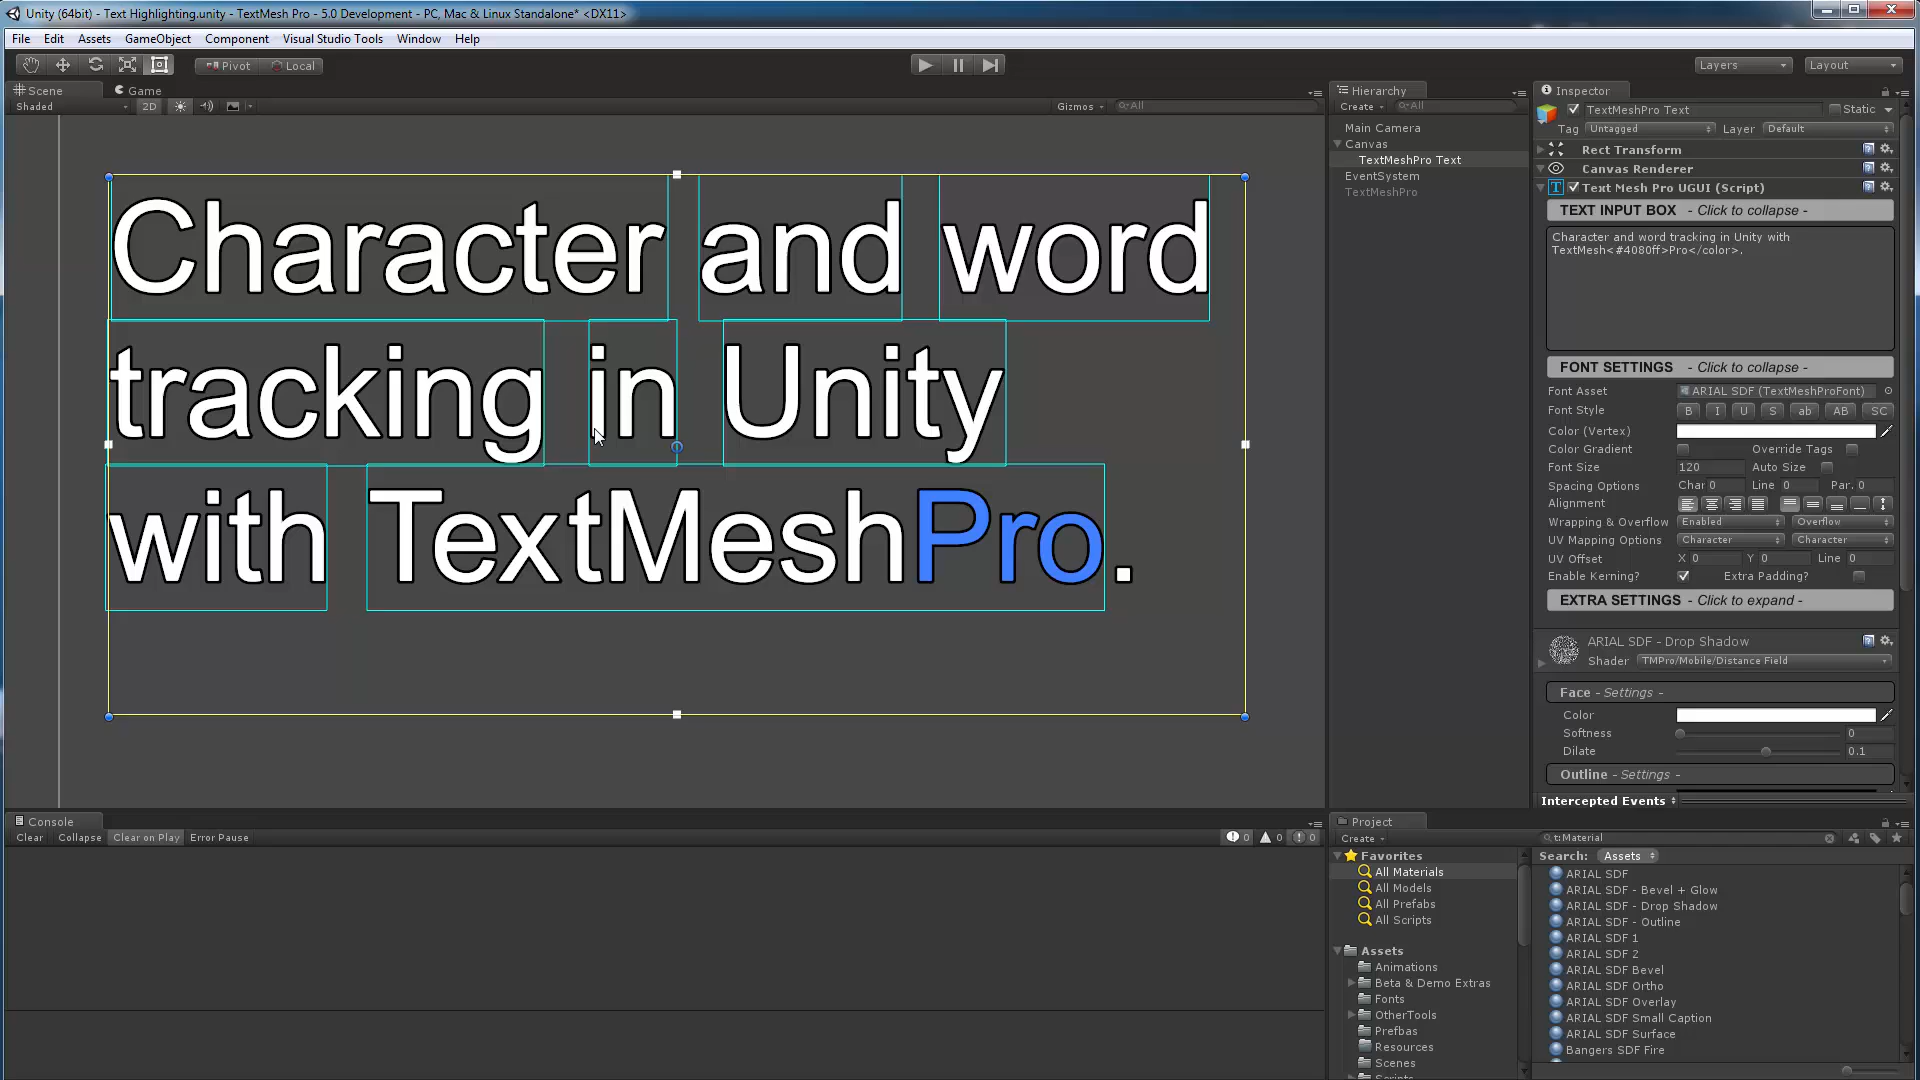 Unity (64bit) - Text Highlighting.unity - TextMesh Pro - 5.0 Development - PC, Mac & Linux Standalone* <DX11>
File Edit Assets GameObject Component Visual Studio Tools Window Help
Pivot Local Layers Layout
Scene Game
Shaded 2D Gizmos All
Character and word
tracking in Unity
with TextMeshPro.
Hierarchy
Create All
Main Camera
Canvas
TextMeshPro Text
EventSystem
TextMeshPro
Inspector
TextMeshPro Text Static
Tag Untagged Layer Default
Rect Transform
Canvas Renderer
Text Mesh Pro UGUI (Script)
TEXT INPUT BOX - Click to collapse -
Character and word tracking in Unity with
TextMesh<#4080ff>Pro</color>.
FONT SETTINGS - Click to collapse -
Font Asset ARIAL SDF (TextMeshProFont)
Font Style B I U S ab AB SC
Color (Vertex)
Color Gradient Override Tags
Font Size 120 Auto Size
Spacing Options Char 0 Line 0 Par. 0
Alignment
Wrapping & Overflow Enabled Overflow
UV Mapping Options Character Character
UV Offset X 0 Y 0 Line 0
Enable Kerning? Extra Padding?
EXTRA SETTINGS - Click to expand -
ARIAL SDF - Drop Shadow
Shader TMPro/Mobile/Distance Field
Face - Settings -
Color
Softness 0
Dilate 0.1
Outline - Settings -
Intercepted Events
Console
Clear Collapse Clear on Play Error Pause 0 0 0
Project
Create t:Material
Favorites
All Materials
All Models
All Prefabs
All Scripts
Assets
Animations
Beta & Demo Extras
Fonts
OtherTools
Prefbas
Resources
Scenes
Scripts
Search: Assets
ARIAL SDF
ARIAL SDF - Bevel + Glow
ARIAL SDF - Drop Shadow
ARIAL SDF - Outline
ARIAL SDF 1
ARIAL SDF 2
ARIAL SDF Bevel
ARIAL SDF Ortho
ARIAL SDF Overlay
ARIAL SDF Small Caption
ARIAL SDF Surface
Bangers SDF Fire